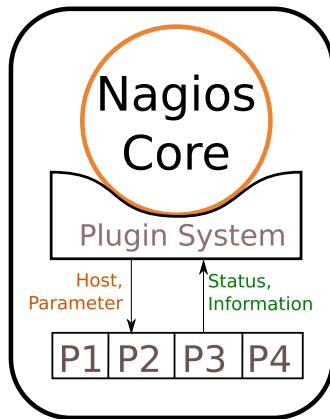 Nagios
Core
Plugin System
Host,
Parameter
Status,
Information
P1 P2 P3 P4